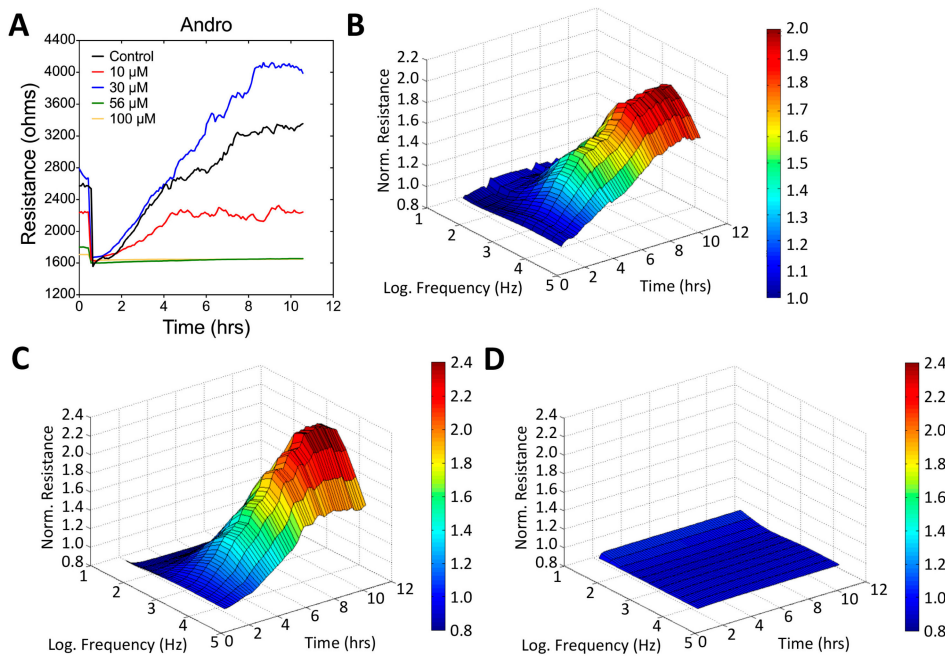 A
Andro
Resistance (ohms)
4400
4000
3600
3200
2800
2400
2000
1600
1200
Control
10 µM
30 µM
56 µM
100 µM
0 2 4 6 8 10 12
Time (hrs)
B
Norm. Resistance
2.2
2.0
1.8
1.6
1.4
1.2
1.0
0.8
1 2 3 4 5
Log. Frequency (Hz)
0 2 4 6 8 10 12
Time (hrs)
2.0
1.9
1.8
1.7
1.6
1.5
1.4
1.3
1.2
1.1
1.0
C
Norm. Resistance
2.4
2.2
2.0
1.8
1.6
1.4
1.2
1.0
0.8
1 2 3 4 5
Log. Frequency (Hz)
0 2 4 6 8 10 12
Time (hrs)
2.4
2.2
2.0
1.8
1.6
1.4
1.2
1.0
0.8
D
Norm. Resistance
2.4
2.2
2.0
1.8
1.6
1.4
1.2
1.0
0.8
1 2 3 4 5
Log. Frequency (Hz)
0 2 4 6 8 10 12
Time (hrs)
2.4
2.2
2.0
1.8
1.6
1.4
1.2
1.0
0.8